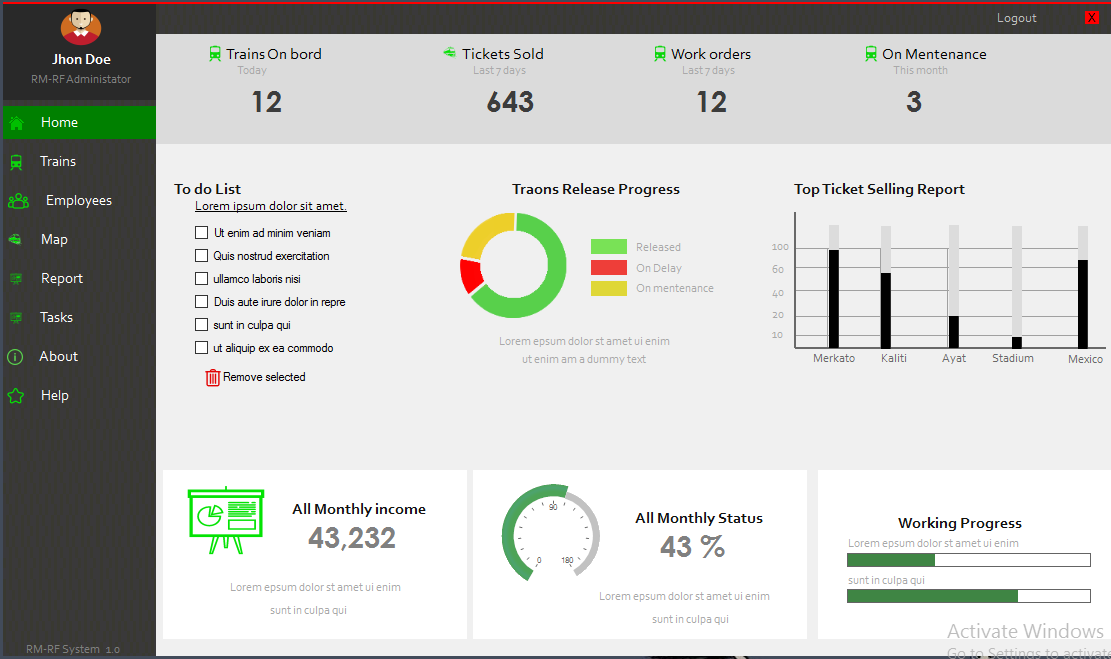 Logout
X
Jhon Doe
RM-RF Administator
Home
Trains
Employees
Map
Report
Tasks
About
Help
RM-RF System 1.0
Trains On bord
Today
12
Tickets Sold
Last 7 days
643
Work orders
Last 7 days
12
On Mentenance
This month
3
To do List
Lorem ipsum dolor sit amet.
Ut enim ad minim veniam
Quis nostrud exercitation
ullamco laboris nisi
Duis aute irure dolor in repre
sunt in culpa qui
ut aliquip ex ea commodo
Remove selected
Traons Release Progress
Released
On Delay
On mentenance
Lorem epsum dolor st amet ui enim
ut enim am a dummy text
Top Ticket Selling Report
100
60
40
20
10
Merkato Kaliti Ayat Stadium Mexico
All Monthly income
43,232
Lorem epsum dolor st amet ui enim
sunt in culpa qui
90
0 180
All Monthly Status
43 %
Lorem epsum dolor st amet ui enim
sunt in culpa qui
Working Progress
Lorem epsum dolor st amet ui enim
sunt in culpa qui
Activate Windows
Go to Settings to activate